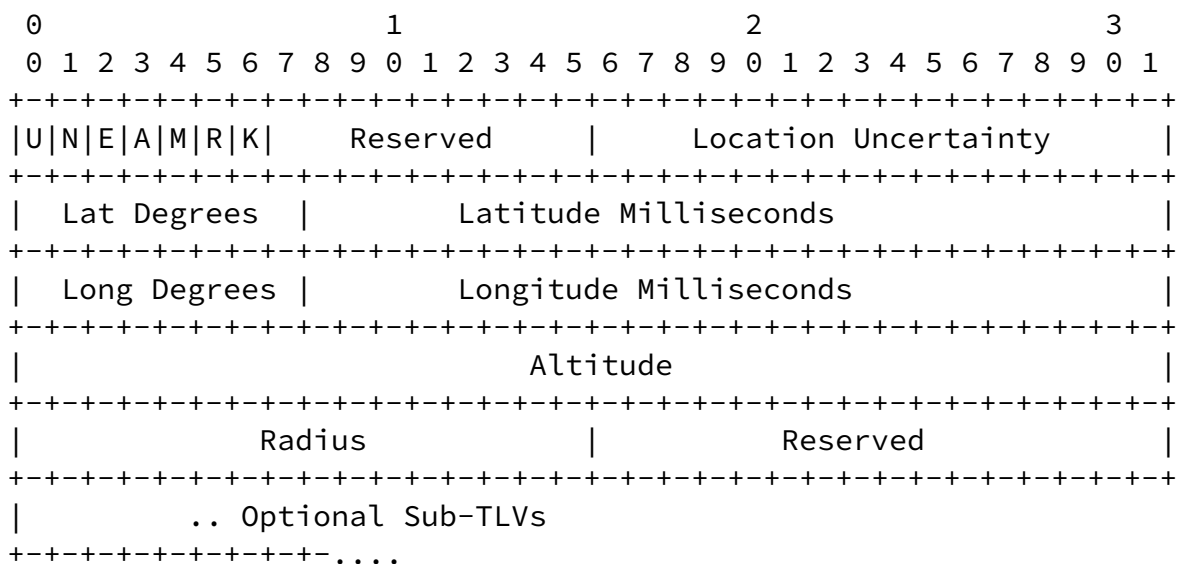 0                   1                   2                   3
 0 1 2 3 4 5 6 7 8 9 0 1 2 3 4 5 6 7 8 9 0 1 2 3 4 5 6 7 8 9 0 1
+-+-+-+-+-+-+-+-+-+-+-+-+-+-+-+-+-+-+-+-+-+-+-+-+-+-+-+-+-+-+-+-+
|U|N|E|A|M|R|K|    Reserved     |     Location Uncertainty      |
+-+-+-+-+-+-+-+-+-+-+-+-+-+-+-+-+-+-+-+-+-+-+-+-+-+-+-+-+-+-+-+-+
|  Lat Degrees  |        Latitude Milliseconds                  |
+-+-+-+-+-+-+-+-+-+-+-+-+-+-+-+-+-+-+-+-+-+-+-+-+-+-+-+-+-+-+-+-+
|  Long Degrees |        Longitude Milliseconds                 |
+-+-+-+-+-+-+-+-+-+-+-+-+-+-+-+-+-+-+-+-+-+-+-+-+-+-+-+-+-+-+-+-+
|                            Altitude                           |
+-+-+-+-+-+-+-+-+-+-+-+-+-+-+-+-+-+-+-+-+-+-+-+-+-+-+-+-+-+-+-+-+
|             Radius            |          Reserved             |
+-+-+-+-+-+-+-+-+-+-+-+-+-+-+-+-+-+-+-+-+-+-+-+-+-+-+-+-+-+-+-+-+
|         .. Optional Sub-TLVs
+-+-+-+-+-+-+-+-+-....